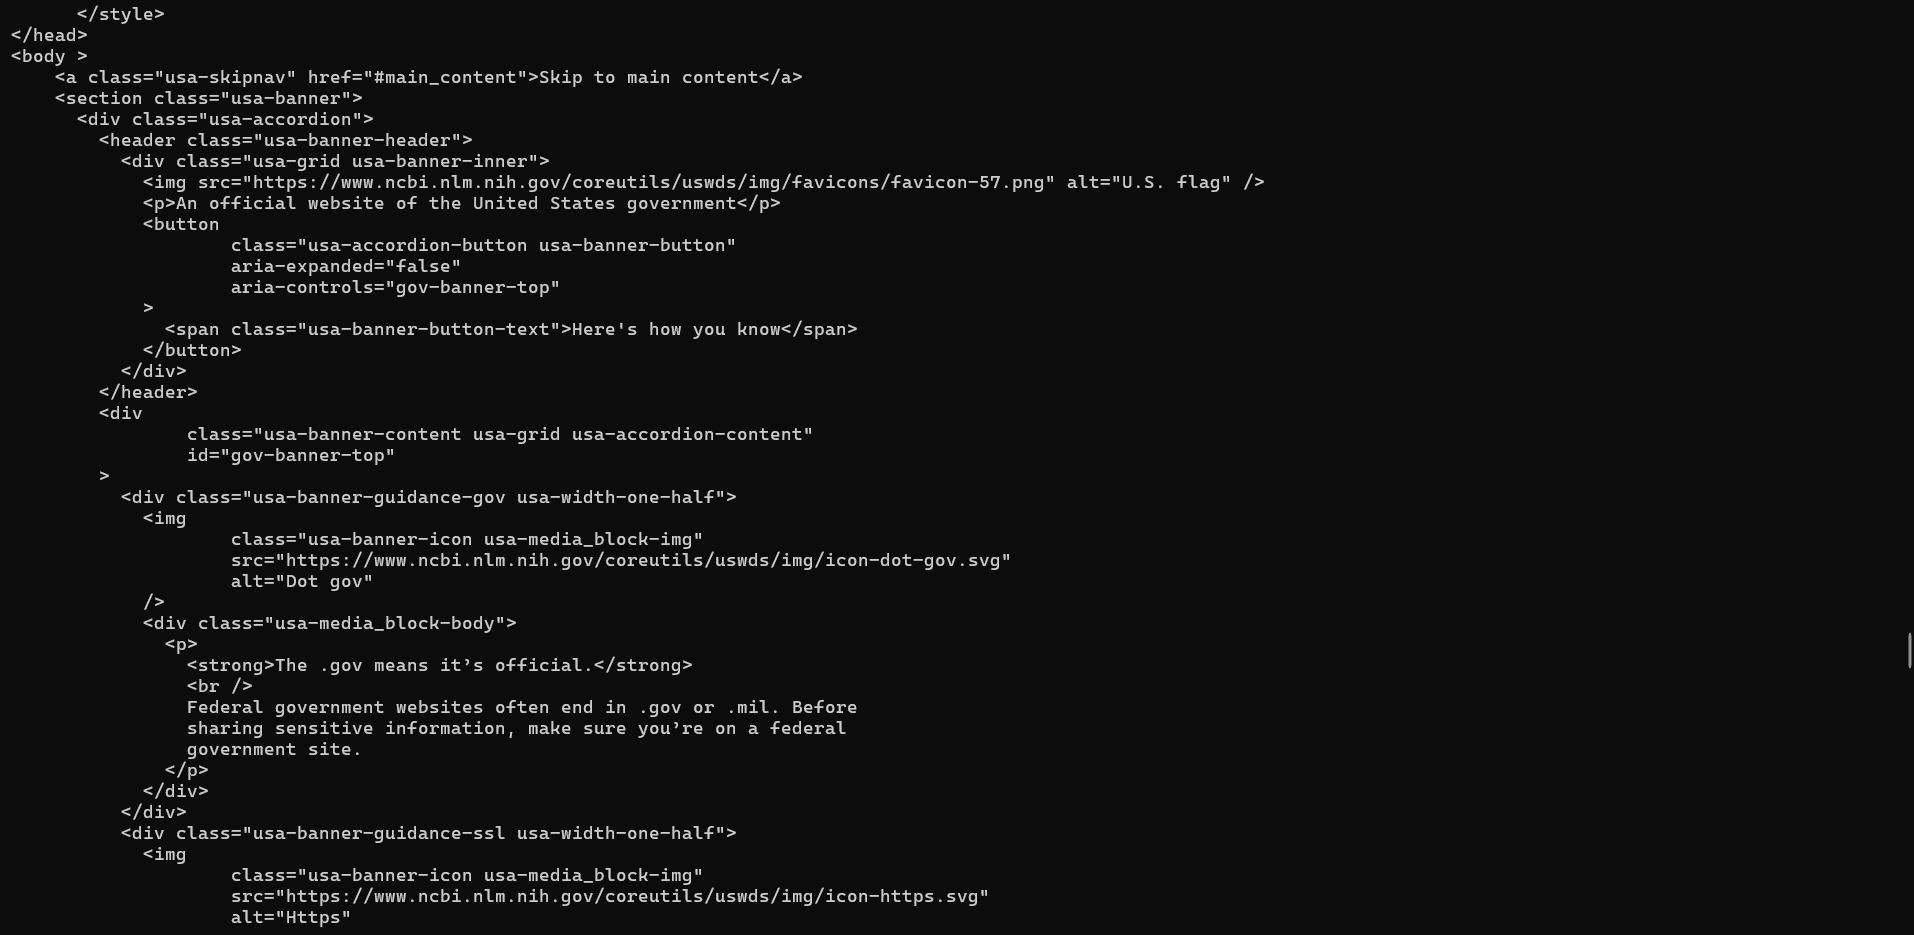 </style>
</head>
<body >
<a class="usa-skipnav" href="#main_content">Skip to main content</a>
<section class="usa-banner">
<div class="usa-accordion">
<header class="usa-banner-header">
<div class="usa-grid usa-banner-inner">
<img src="https://www.ncbi.nlm.nih.gov/coreutils/uswds/img/favicons/favicon-57.png" alt="U.S. flag" />
<p>An official website of the United States government</p>
<button
class="usa-accordion-button usa-banner-button"
aria-expanded="false"
aria-controls="gov-banner-top"
>
<span class="usa-banner-button-text">Here's how you know</span>
</button>
</div>
</header>
<div
class="usa-banner-content usa-grid usa-accordion-content"
id="gov-banner-top"
>
<div class="usa-banner-guidance-gov usa-width-one-half">
<img
class="usa-banner-icon usa-media_block-img"
src="https://www.ncbi.nlm.nih.gov/coreutils/uswds/img/icon-dot-gov.svg"
alt="Dot gov"
/>
<div class="usa-media_block-body">
<p>
<strong>The .gov means it’s official.</strong>
<br />
Federal government websites often end in .gov or .mil. Before
sharing sensitive information, make sure you’re on a federal
government site.
</p>
</div>
</div>
<div class="usa-banner-guidance-ssl usa-width-one-half">
<img
class="usa-banner-icon usa-media_block-img"
src="https://www.ncbi.nlm.nih.gov/coreutils/uswds/img/icon-https.svg"
alt="Https"